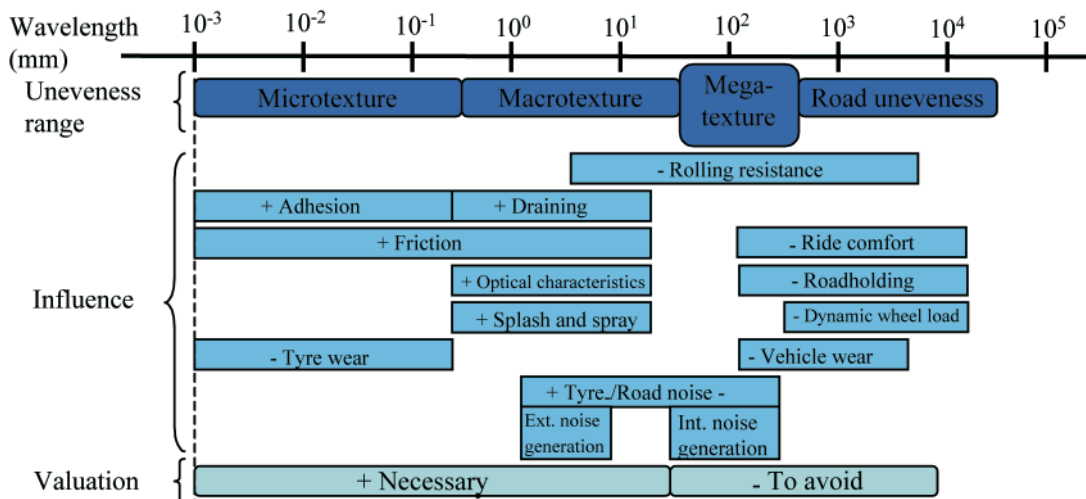 Wavelength (mm)
10-3 10-2 10-1 100 101 102 103 104 105
Uneveness range
Microtexture
Macrotexture
Mega-texture
Road uneveness
Influence
- Rolling resistance
+ Adhesion
+ Draining
+ Friction
- Ride comfort
+ Optical characteristics
- Roadholding
+ Splash and spray
- Dynamic wheel load
- Tyre wear
- Vehicle wear
+ Tyre./Road noise -
Ext. noise generation
Int. noise generation
Valuation
+ Necessary
- To avoid